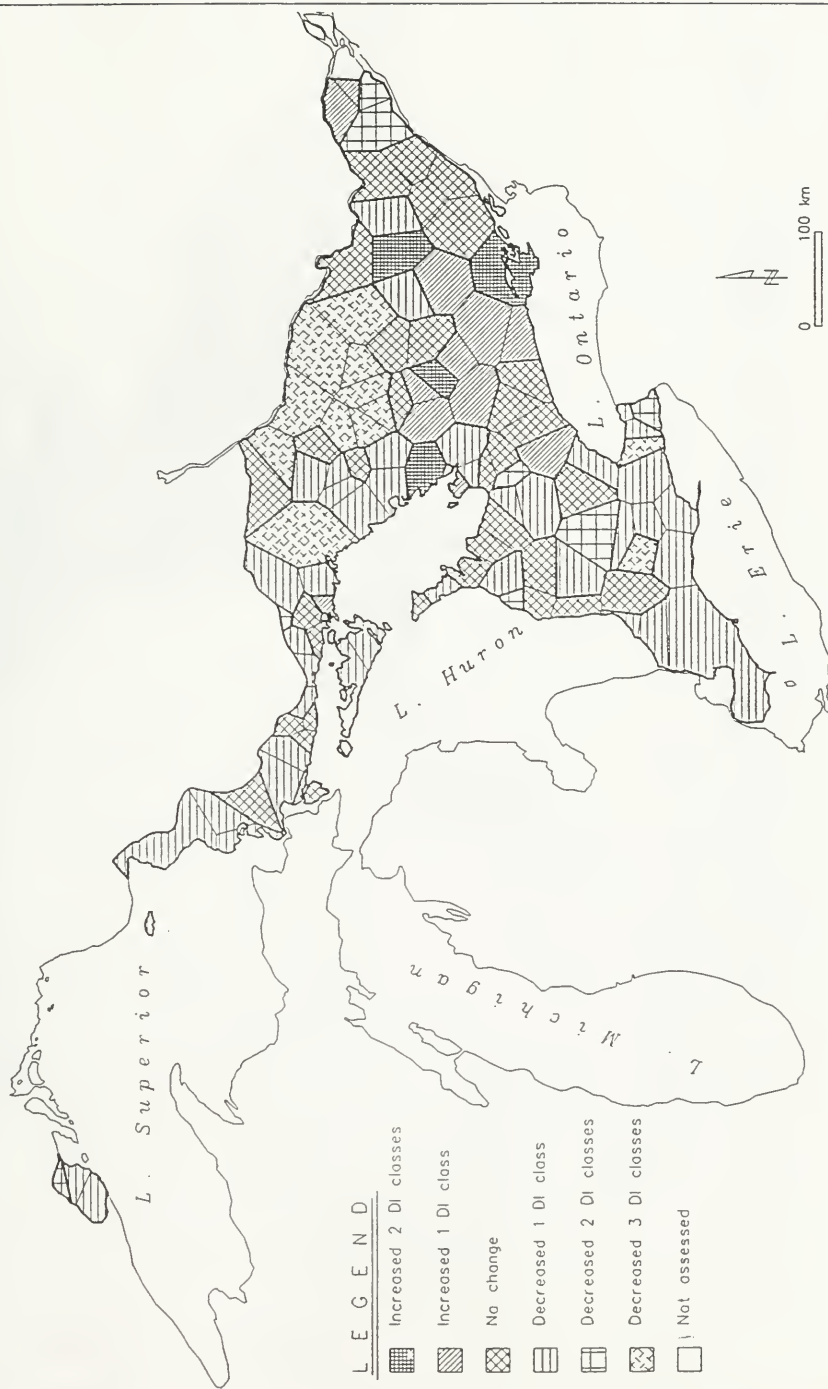 L. Superior
L. Michigan
L. Huron
L. Ontario
L. Erie
0 100 km
N
LEGEND
Increased 2 DI classes
Increased 1 DI class
No change
Decreased 1 DI class
Decreased 2 DI classes
Decreased 3 DI classes
Not assessed